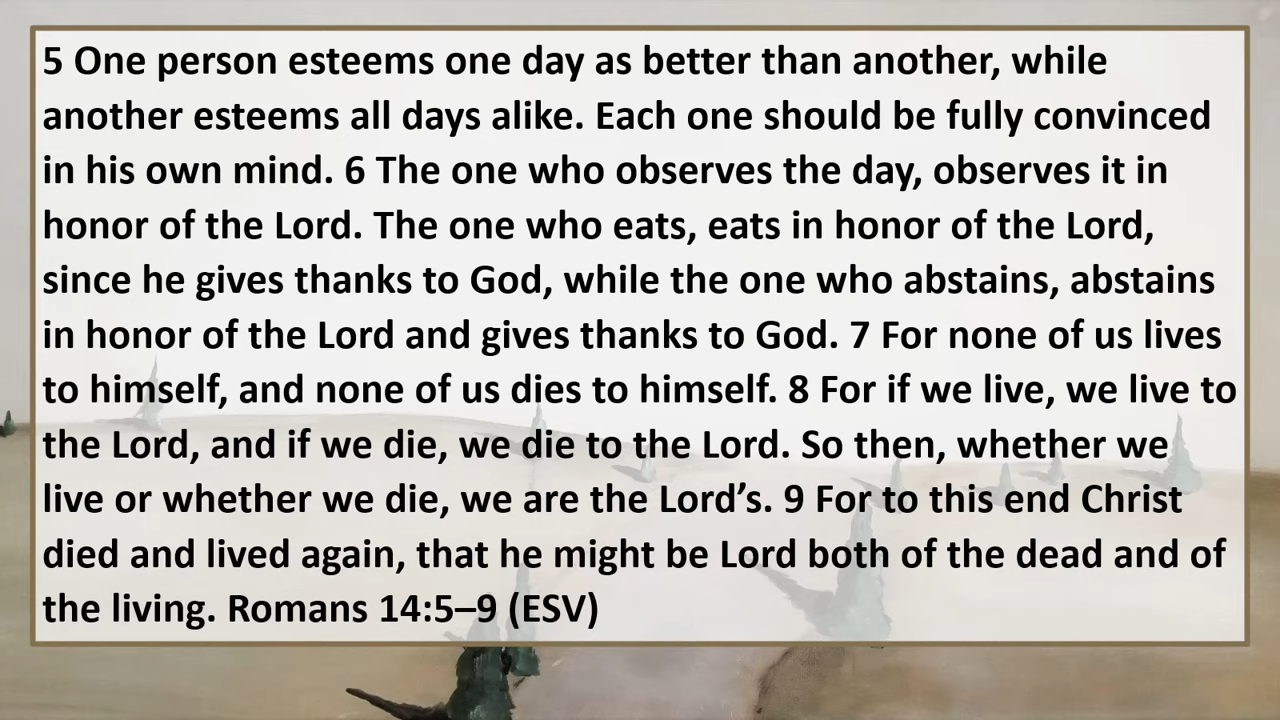 5 One person esteems one day as better than another, while
another esteems all days alike. Each one should be fully convinced
in his own mind. 6 The one who observes the day, observes it in
honor of the Lord. The one who eats, eats in honor of the Lord,
since he gives thanks to God, while the one who abstains, abstains
in honor of the Lord and gives thanks to God. 7 For none of us lives
to himself, and none of us dies to himself. 8 For if we live, we live to
the Lord, and if we die, we die to the Lord. So then, whether we
live or whether we die, we are the Lord’s. 9 For to this end Christ
died and lived again, that he might be Lord both of the dead and of
the living. Romans 14:5–9 (ESV)